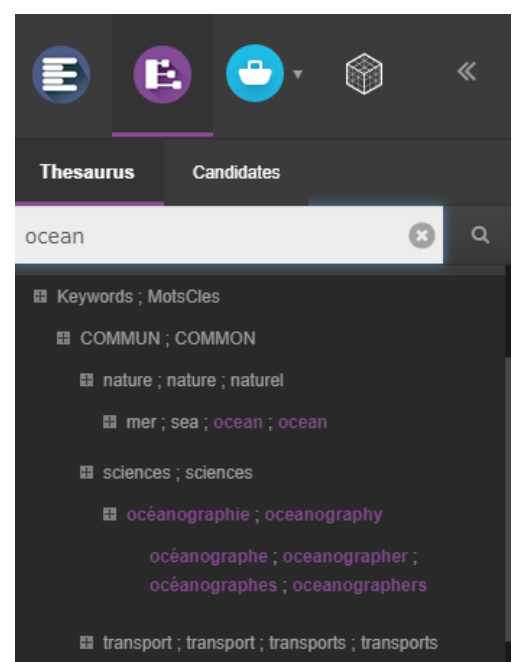 Thesaurus Candidates
ocean
Keywords ; MotsCles
COMMUN ; COMMON
nature ; nature ; naturel
mer ; sea ; ocean ; ocean
sciences ; sciences
océanographie ; oceanography
océanographe ; oceanographer ;
océanographes ; oceanographers
transport ; transport ; transports ; transports